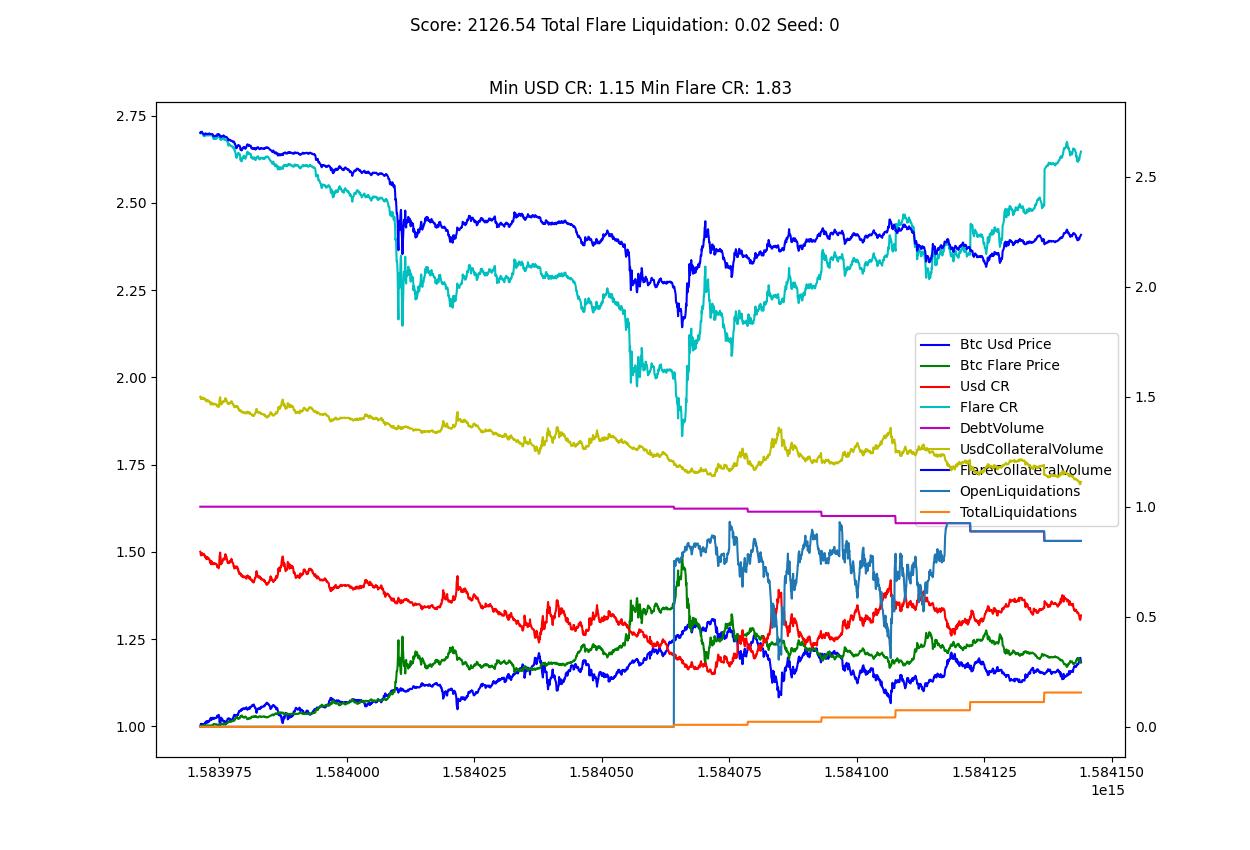 Score: 2126.54 Total Flare Liquidation: 0.02 Seed: 0
Min USD CR: 1.15 Min Flare CR: 1.83
2.75
2.50
2.25
2.00
1.75
1.50
1.25
1.00
2.5
2.0
1.5
1.0
0.5
0.0
Btc Usd Price
Btc Flare Price
Usd CR
Flare CR
DebtVolume
UsdCollateralVolume
FlareCollateralVolume
OpenLiquidations
TotalLiquidations
1.583975 1.584000 1.584025 1.584050 1.584075 1.584100 1.584125 1.584150
1e15